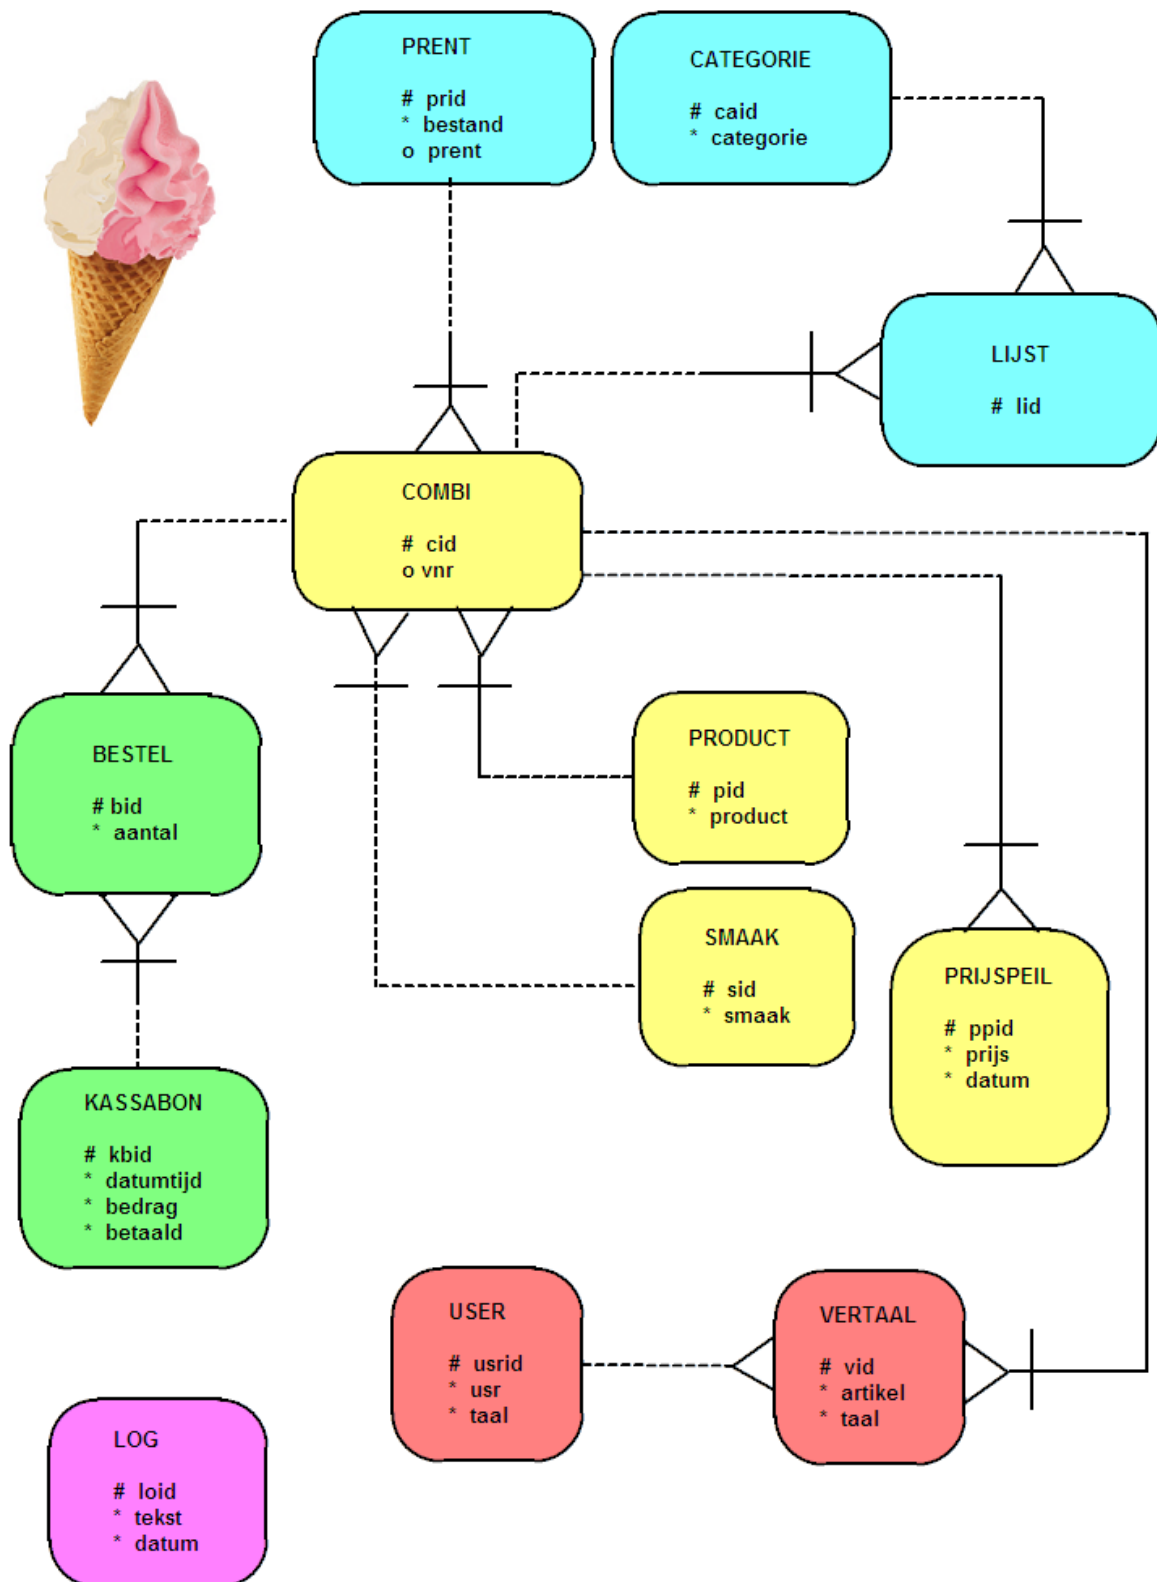 PRENT
# prid
* bestand
o prent
CATEGORIE
# caid
* categorie
LIJST
# lid
COMBI
# cid
o vnr
BESTEL
# bid
* aantal
PRODUCT
# pid
* product
SMAAK
# sid
* smaak
PRIJSPEIL
# ppid
* prijs
* datum
KASSABON
# kbid
* datumtijd
* bedrag
* betaald
USER
# usrid
* usr
* taal
VERTAAL
# vid
* artikel
* taal
LOG
# loid
* tekst
* datum